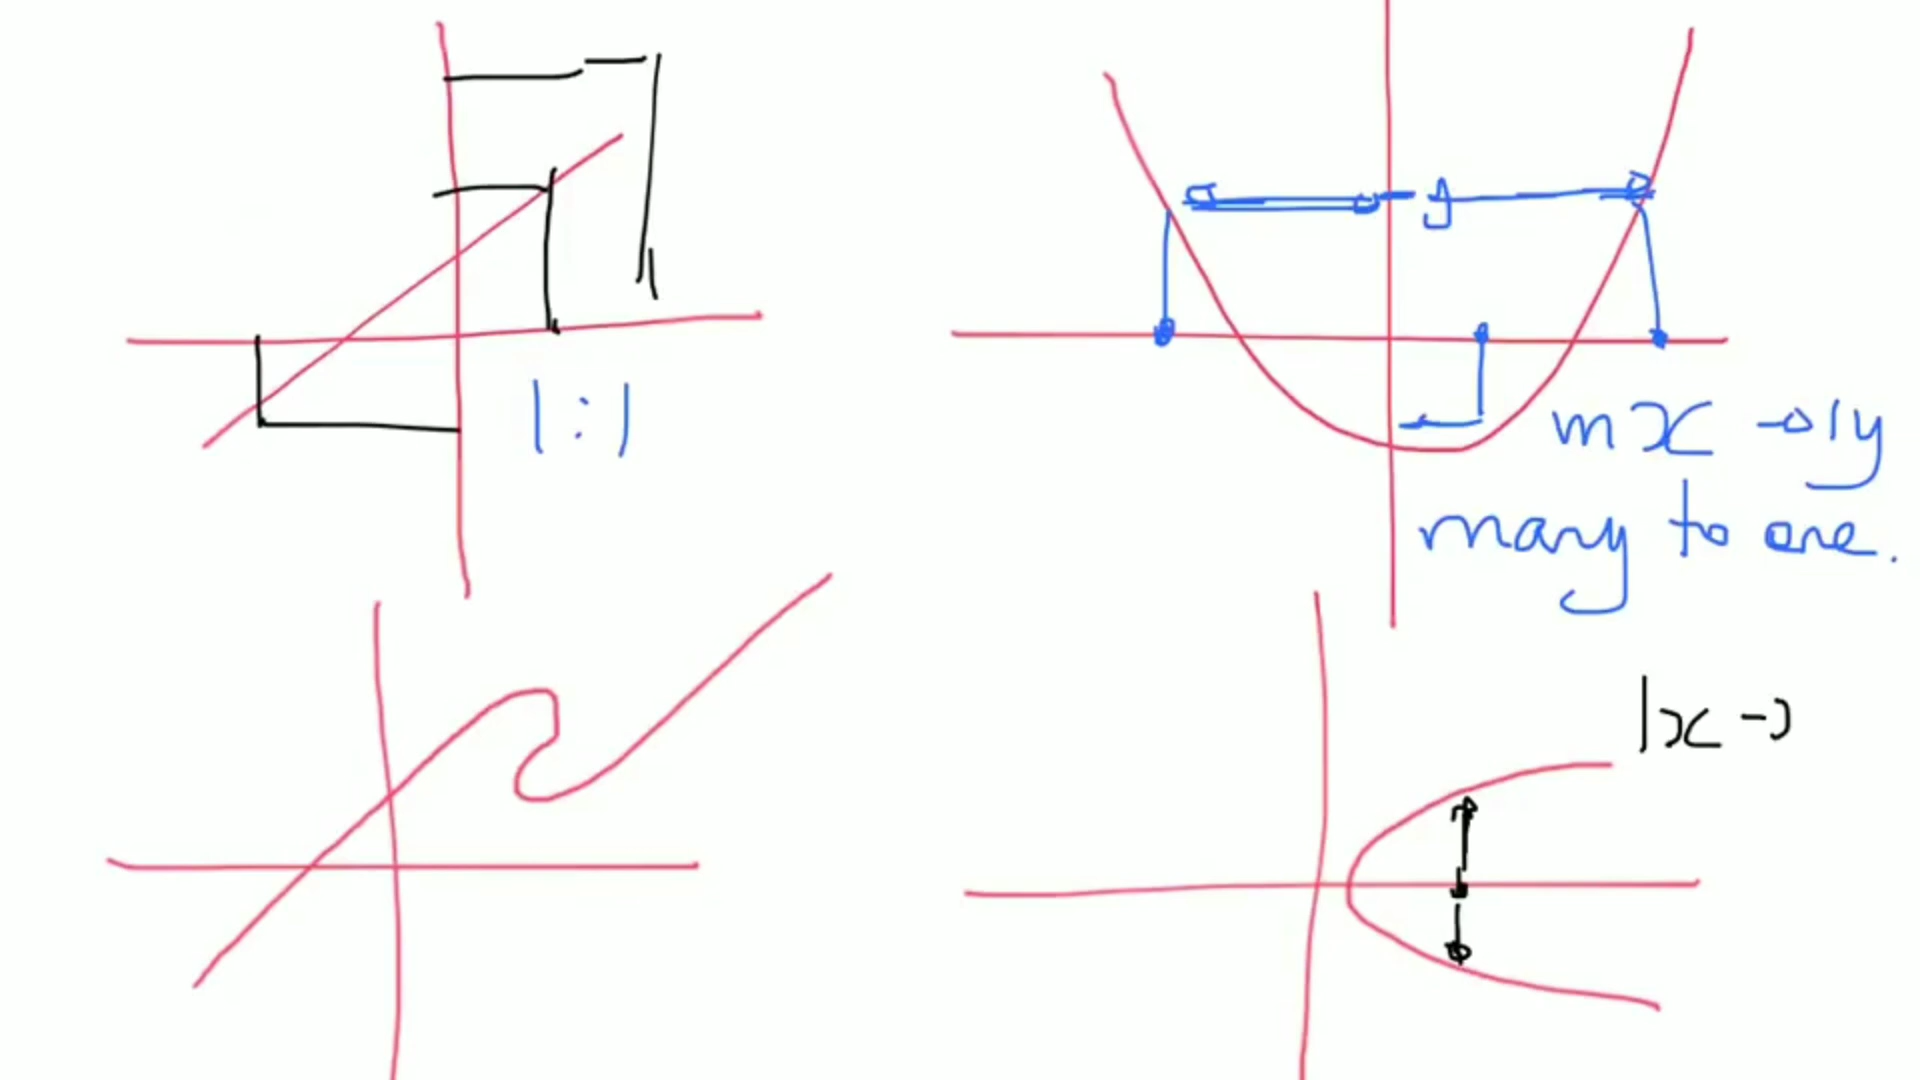 1:1
mx → 1y
many to one.
1x →